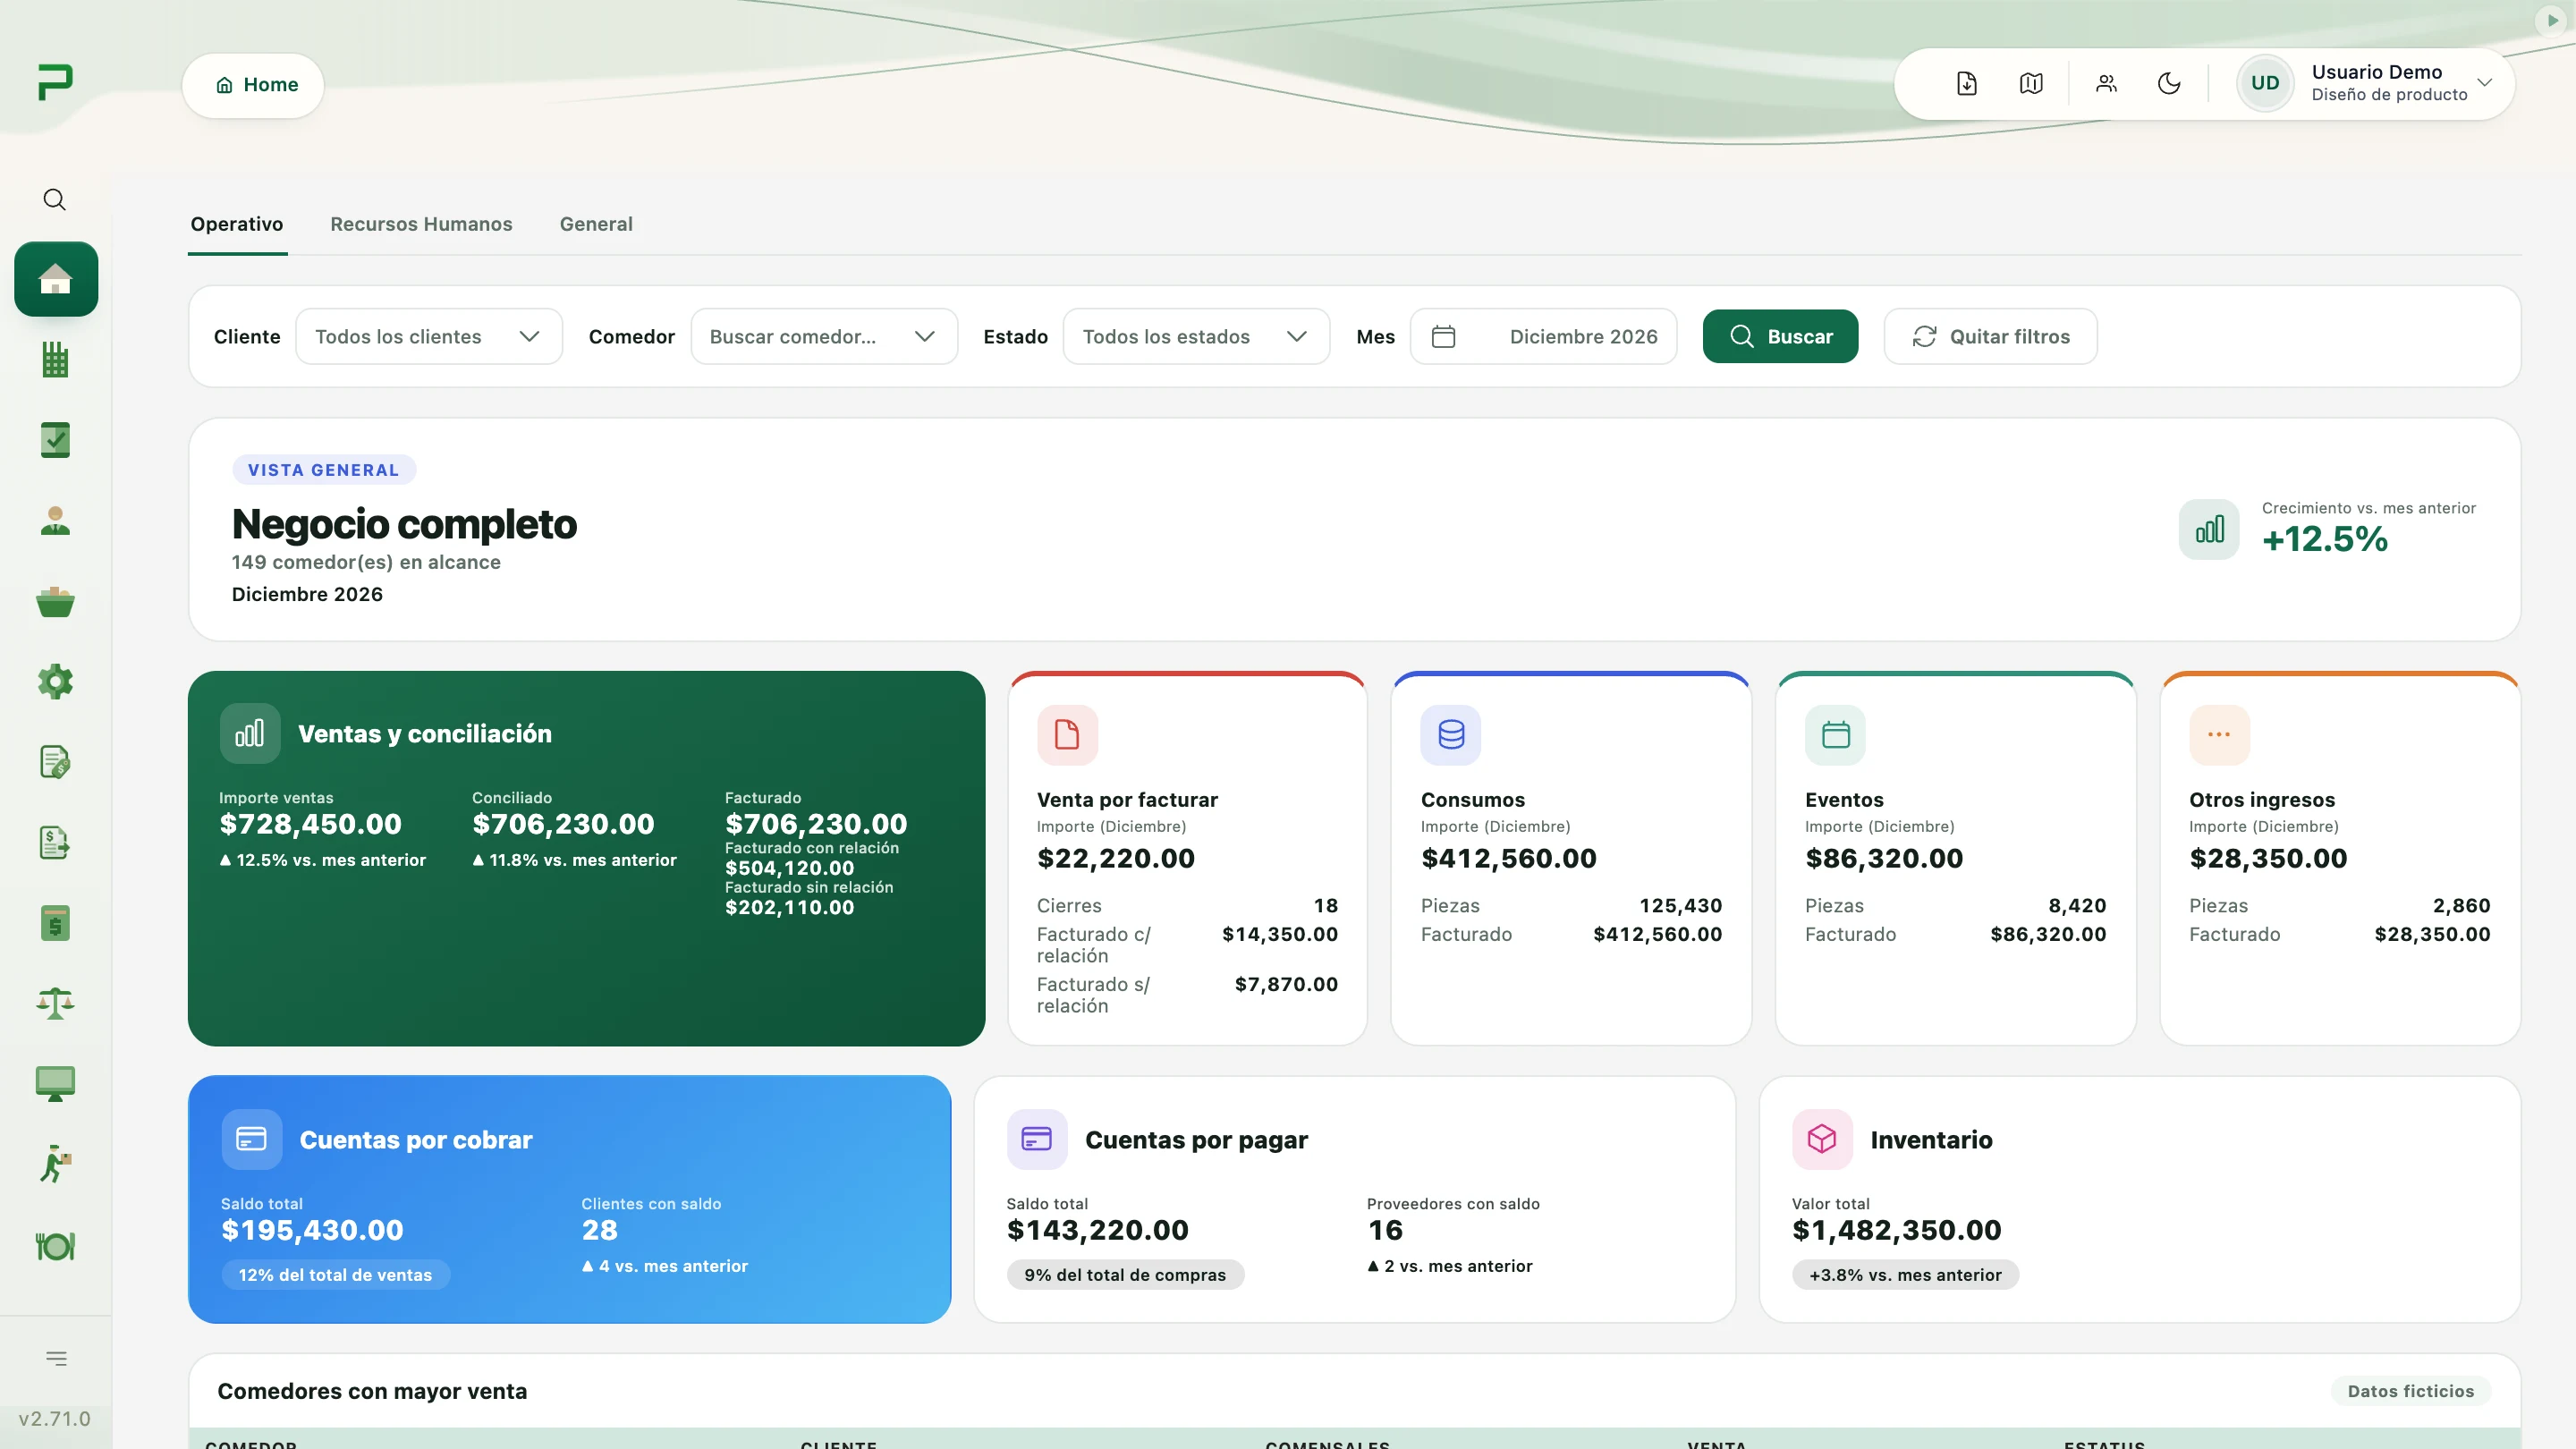 Home
UD
Usuario Demo
Diseño de producto
Operativo
Recursos Humanos
General
Cliente
Todos los clientes
Comedor
Buscar comedor...
Estado
Todos los estados
Mes
Diciembre 2026
Buscar
Quitar filtros
VISTA GENERAL
Negocio completo
149 comedor(es) en alcance
Diciembre 2026
Crecimiento vs. mes anterior
+12.5%
Ventas y conciliación
Importe ventas
$728,450.00
▲ 12.5% vs. mes anterior
Conciliado
$706,230.00
▲ 11.8% vs. mes anterior
Facturado
$706,230.00
Facturado con relación
$504,120.00
Facturado sin relación
$202,110.00
Venta por facturar
Importe (Diciembre)
$22,220.00
Cierres 18
Facturado c/ $14,350.00
relación
Facturado s/ $7,870.00
relación
Consumos
Importe (Diciembre)
$412,560.00
Piezas 125,430
Facturado $412,560.00
Eventos
Importe (Diciembre)
$86,320.00
Piezas 8,420
Facturado $86,320.00
Otros ingresos
Importe (Diciembre)
$28,350.00
Piezas 2,860
Facturado $28,350.00
Cuentas por cobrar
Saldo total
$195,430.00
12% del total de ventas
Clientes con saldo
28
▲ 4 vs. mes anterior
Cuentas por pagar
Saldo total
$143,220.00
9% del total de compras
Proveedores con saldo
16
▲ 2 vs. mes anterior
Inventario
Valor total
$1,482,350.00
+3.8% vs. mes anterior
Comedores con mayor venta
Datos ficticios
COMEDOR CLIENTE COMENSALES VENTA ESTATUS
v2.71.0